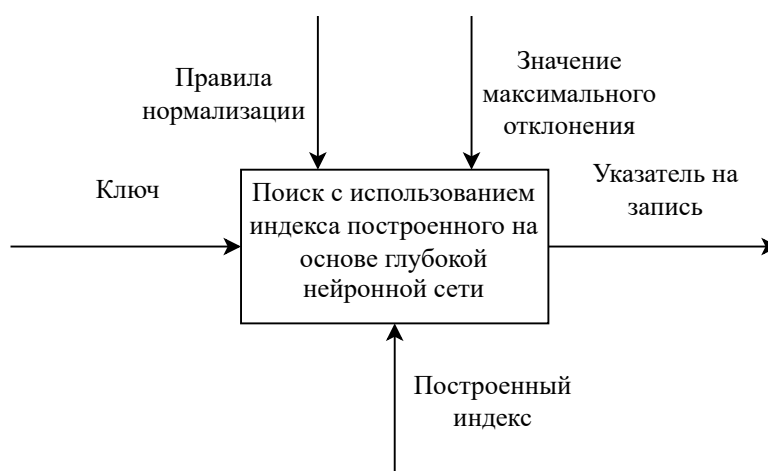 Правила
нормализации
Значение
максимального
отклонения
Ключ
Поиск с использованием
индекса построенного на
основе глубокой
нейронной сети
Указатель на
запись
Построенный
индекс